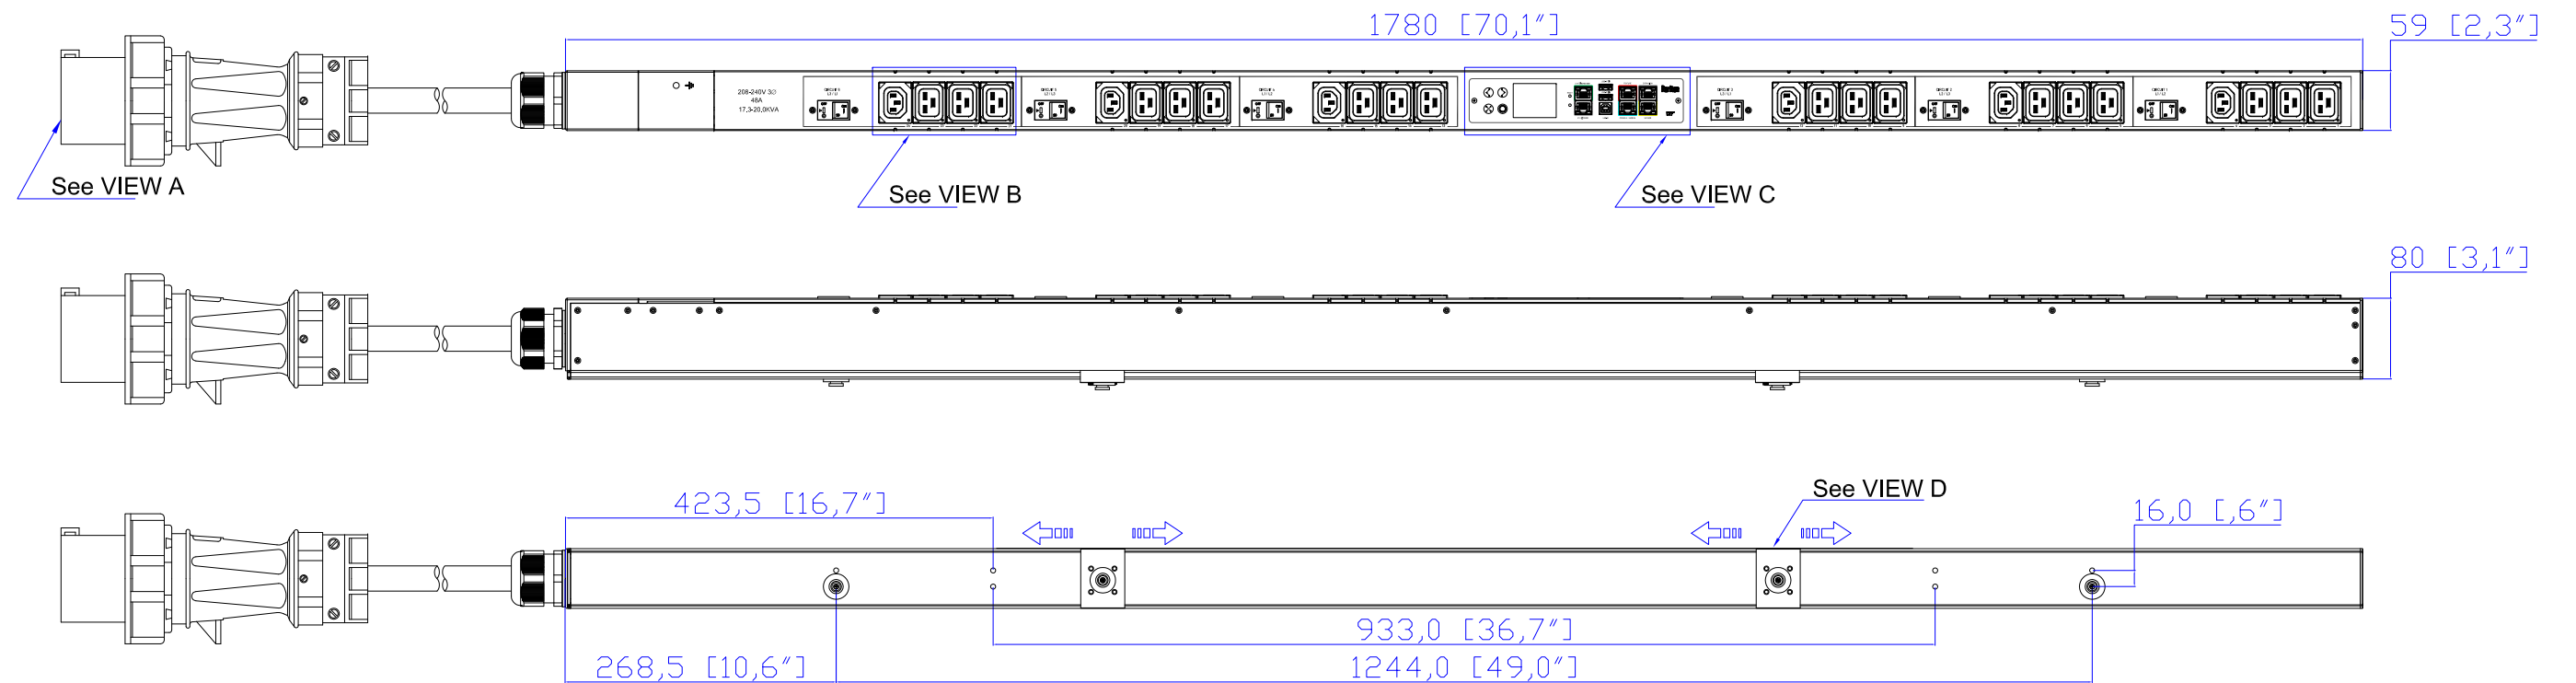 1780 [70,1"]
59 [2,3"]
208-240V 3∅
48A
17,3-20,0KVA
See VIEW A
See VIEW B
See VIEW C
80 [3,1"]
423,5 [16,7"]
See VIEW D
16,0 [,6"]
933,0 [36,7"]
268,5 [10,6"]
1244,0 [49,0"]